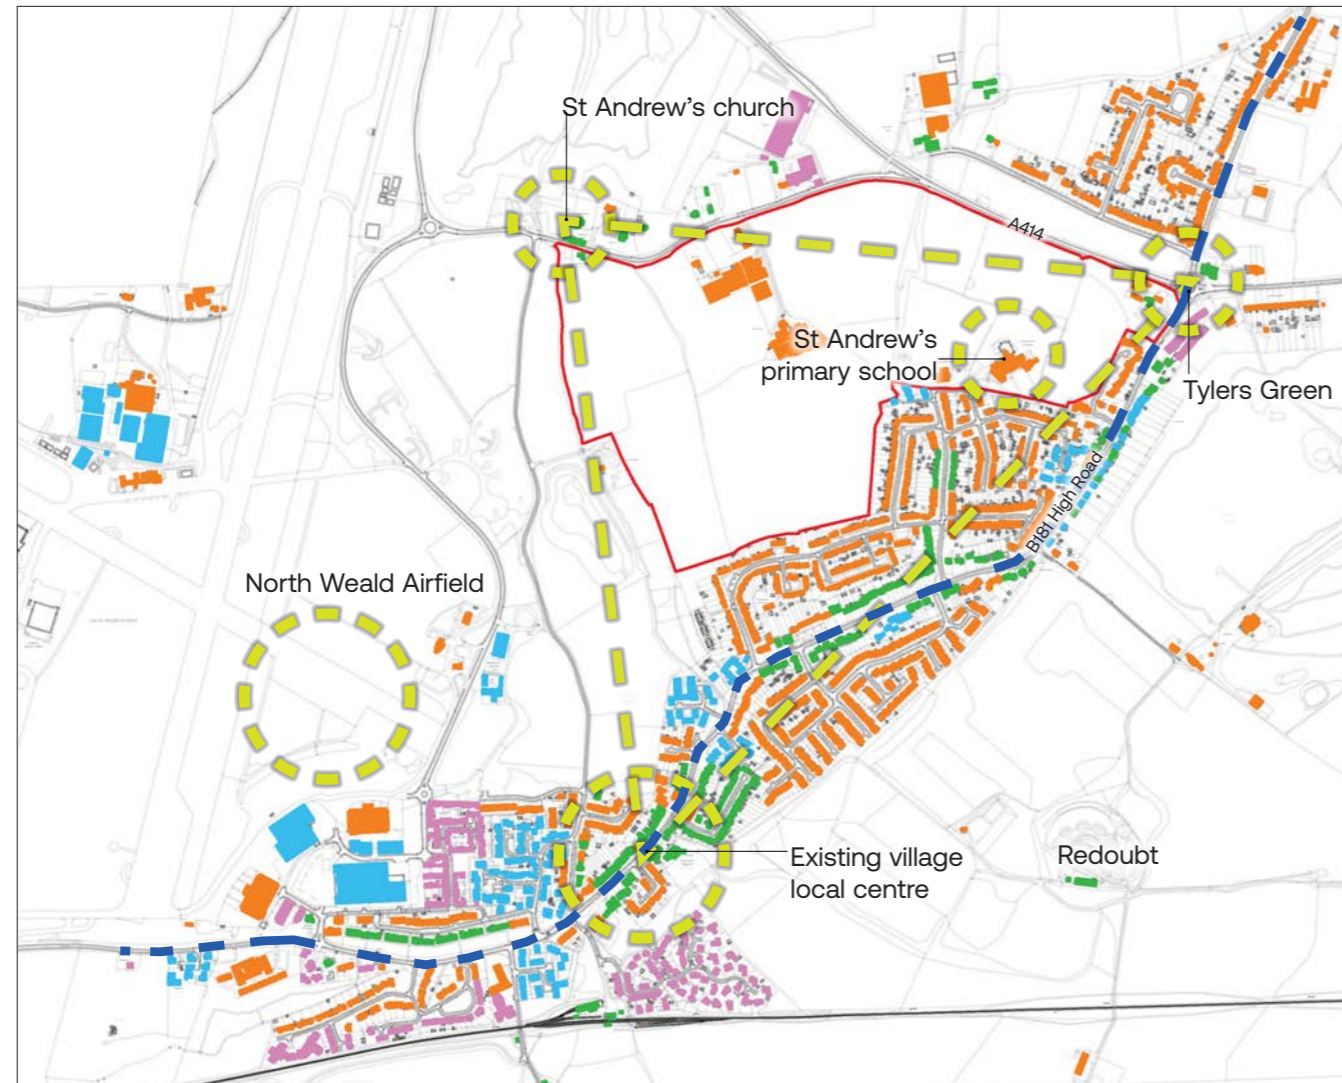 St Andrew's church
A414
St Andrew's
primary school
Tylers Green
B181 High Road
North Weald Airfield
Existing village
local centre
Redoubt